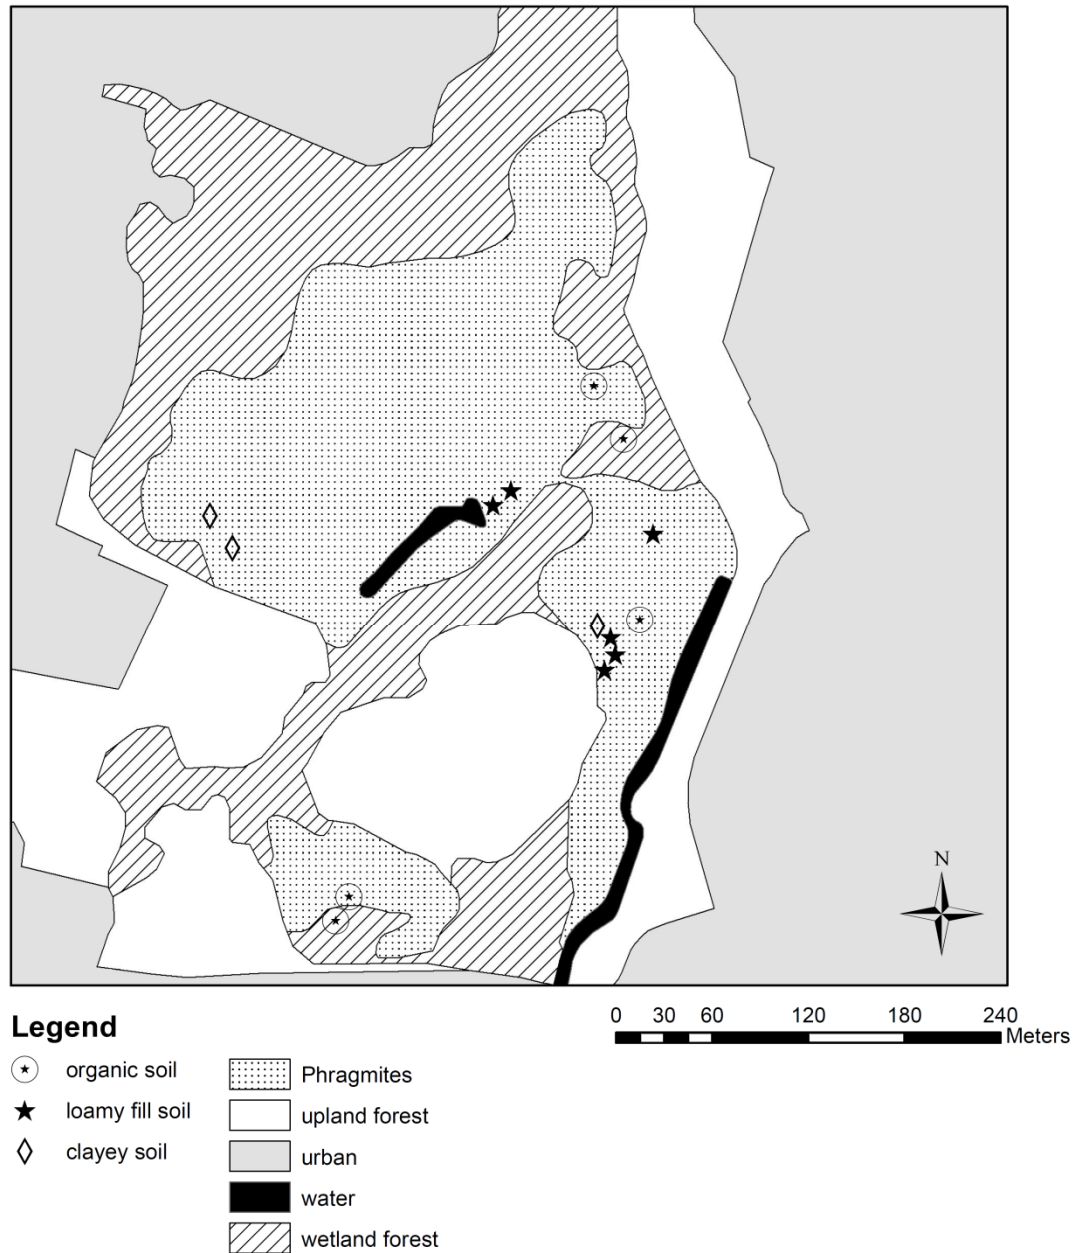 N
0 30 60 120 180 240
Meters
Legend
organic soil
loamy fill soil
clayey soil
Phragmites
upland forest
urban
water
wetland forest